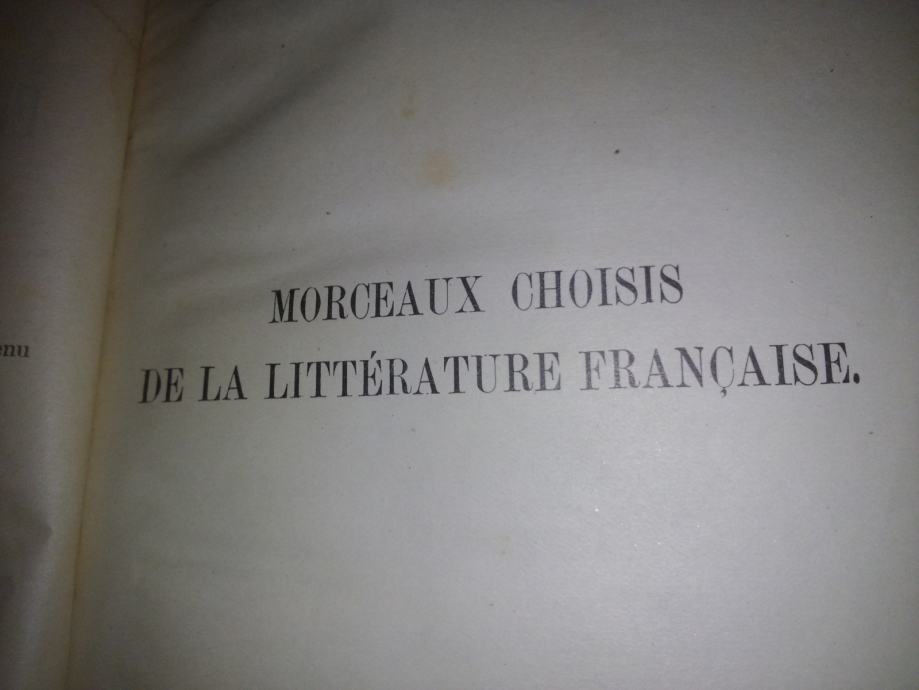 MORCEAUX CHOISIS
DE LA LITTÉRATURE FRANÇAISE.